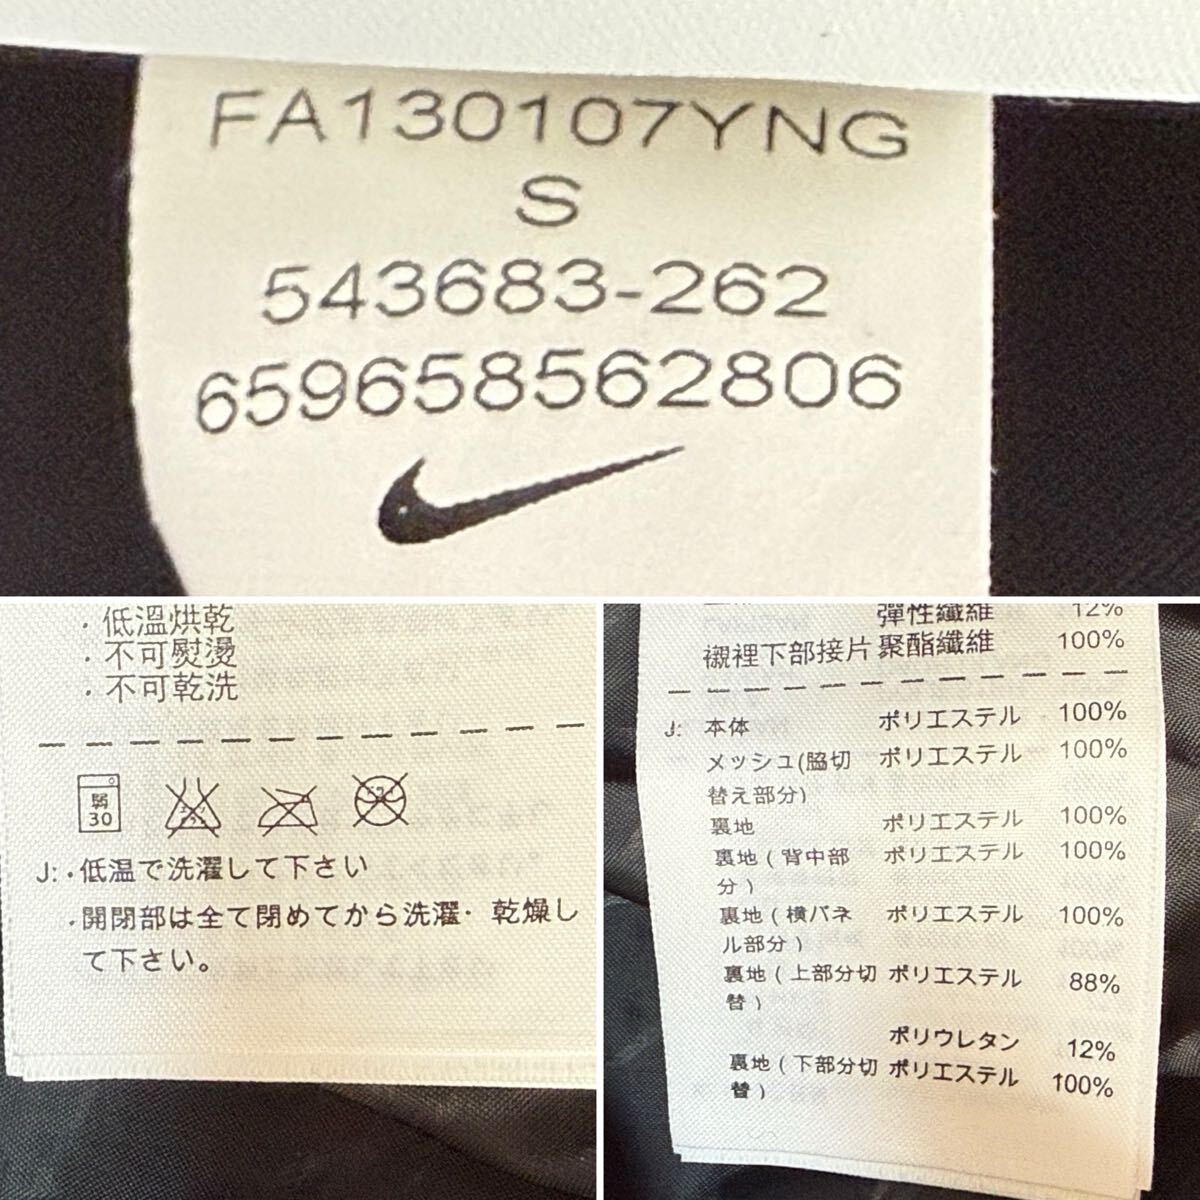 FA130107YNG
S
543683-262
659658562806
・低溫烘乾
・不可熨燙
・不可乾洗
弱
30
J:・低温で洗濯して下さい
・開閉部は全て閉めてから洗濯・乾燥し
て下さい。
彈性纖維 12%
襯裡下部接片 聚酯纖維 100%
J: 本体 ポリエステル 100%
メッシュ(脇切 ポリエステル 100%
替え部分)
裏地 ポリエステル 100%
裏地(背中部 ポリエステル 100%
分)
裏地(横パネ ポリエステル 100%
ル部分)
裏地(上部分切 ポリエステル 88%
替)
ポリウレタン 12%
裏地(下部分切 ポリエステル 100%
替)